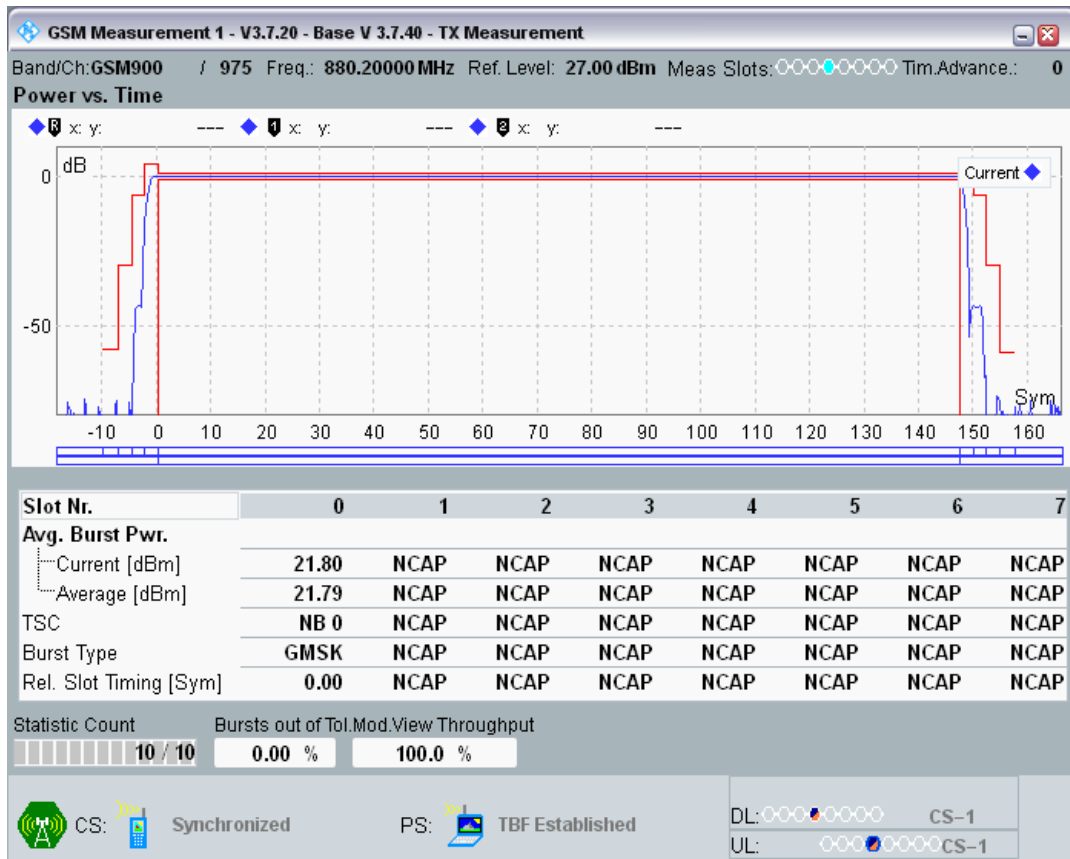 GSM Measurement 1 - V3.7.20 - Base V 3.7.40 - TX Measurement
Band/Ch:GSM900 / 975 Freq.: 880.20000 MHz Ref. Level: 27.00 dBm Meas Slots: Tim.Advance.: 0
Power vs. Time
R x: y: --- 1 x: y: --- 2 x: y: ---
dB
Current
0
-50
Sym
-10 0 10 20 30 40 50 60 70 80 90 100 110 120 130 140 150 160
Slot Nr. 0 1 2 3 4 5 6 7
Avg. Burst Pwr.
Current [dBm] 21.80 NCAP NCAP NCAP NCAP NCAP NCAP NCAP
Average [dBm] 21.79 NCAP NCAP NCAP NCAP NCAP NCAP NCAP
TSC NB 0 NCAP NCAP NCAP NCAP NCAP NCAP NCAP
Burst Type GMSK NCAP NCAP NCAP NCAP NCAP NCAP NCAP
Rel. Slot Timing [Sym] 0.00 NCAP NCAP NCAP NCAP NCAP NCAP NCAP
Statistic Count Bursts out of Tol.Mod.View Throughput
10 / 10 0.00 % 100.0 %
CS: Synchronized PS: TBF Established DL: CS-1
UL: CS-1